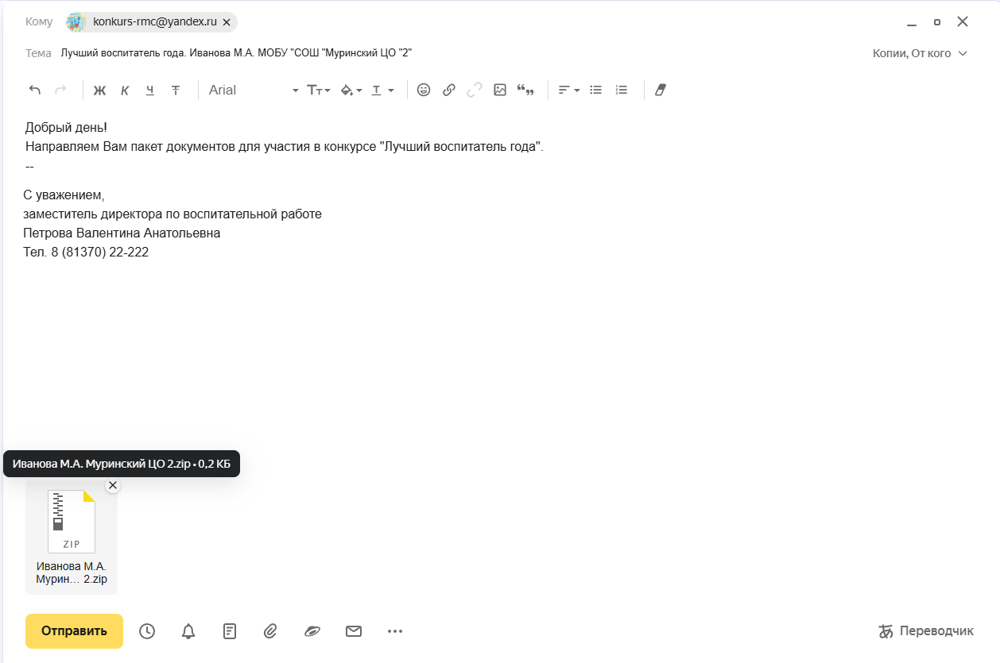 Кому konkurs-rmc@yandex.ru
Тема Лучший воспитатель года. Иванова М.А. МОБУ "СОШ "Муринский ЦО "2"
Копии, От кого
Ж К Ч Т Arial Тт Т
Добрый день!
Направляем Вам пакет документов для участия в конкурсе "Лучший воспитатель года".
--
С уважением,
заместитель директора по воспитательной работе
Петрова Валентина Анатольевна
Тел. 8 (81370) 22-222
Иванова М.А. Муринский ЦО 2.zip • 0,2 КБ
ZIP
Иванова М.А.
Мурин... 2.zip
Отправить
Переводчик